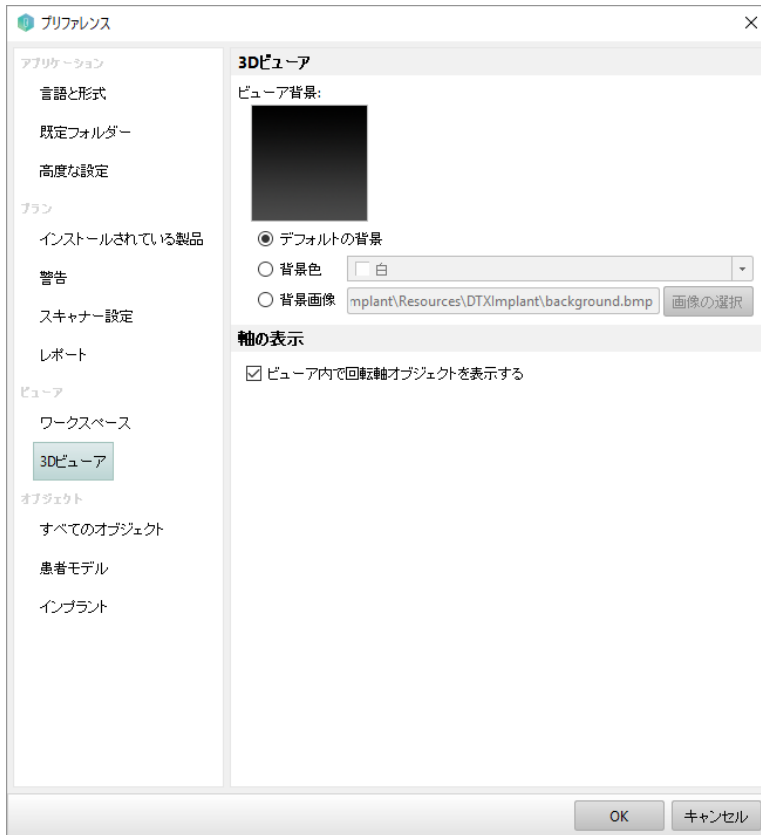 プリファレンス
アプリケーション
言語と形式
既定フォルダー
高度な設定
プラン
インストールされている製品
警告
スキャナー設定
レポート
ビューア
ワークスペース
3Dビューア
オブジェクト
すべてのオブジェクト
患者モデル
インプラント
3Dビューア
ビューア背景:
デフォルトの背景
背景色 白
背景画像 mplant\Resources\DTXImplant\background.bmp 画像の選択
軸の表示
ビューア内で回転軸オブジェクトを表示する
OK キャンセル